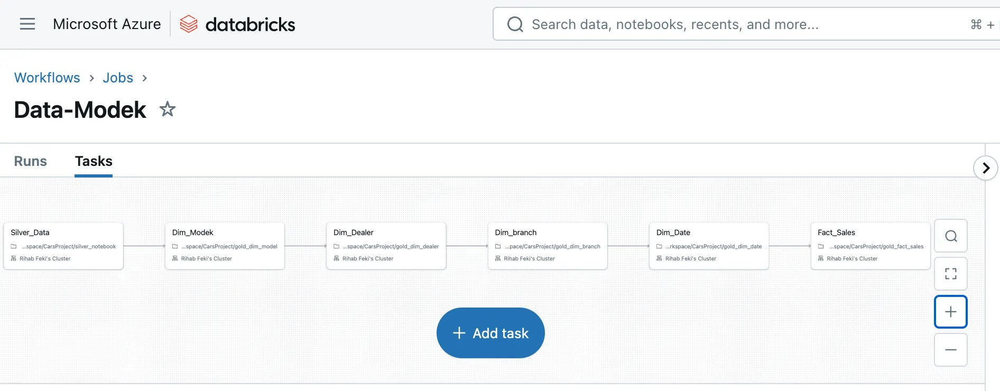 Microsoft Azure databricks
Search data, notebooks, recents, and more... ⌘ +
Workflows > Jobs >
Data-Modek
Runs Tasks
Silver_Data
...space/CarsProject/silver_notebook
Rihab Feki's Cluster
Dim_Modek
...space/CarsProject/gold_dim_model
Rihab Feki's Cluster
Dim_Dealer
...space/CarsProject/gold_dim_dealer
Rihab Feki's Cluster
Dim_branch
...pace/CarsProject/gold_dim_branch
Rihab Feki's Cluster
Dim_Date
...rkspace/CarsProject/gold_dim_date
Rihab Feki's Cluster
Fact_Sales
...space/CarsProject/gold_fact_sales
Rihab Feki's Cluster
+ Add task